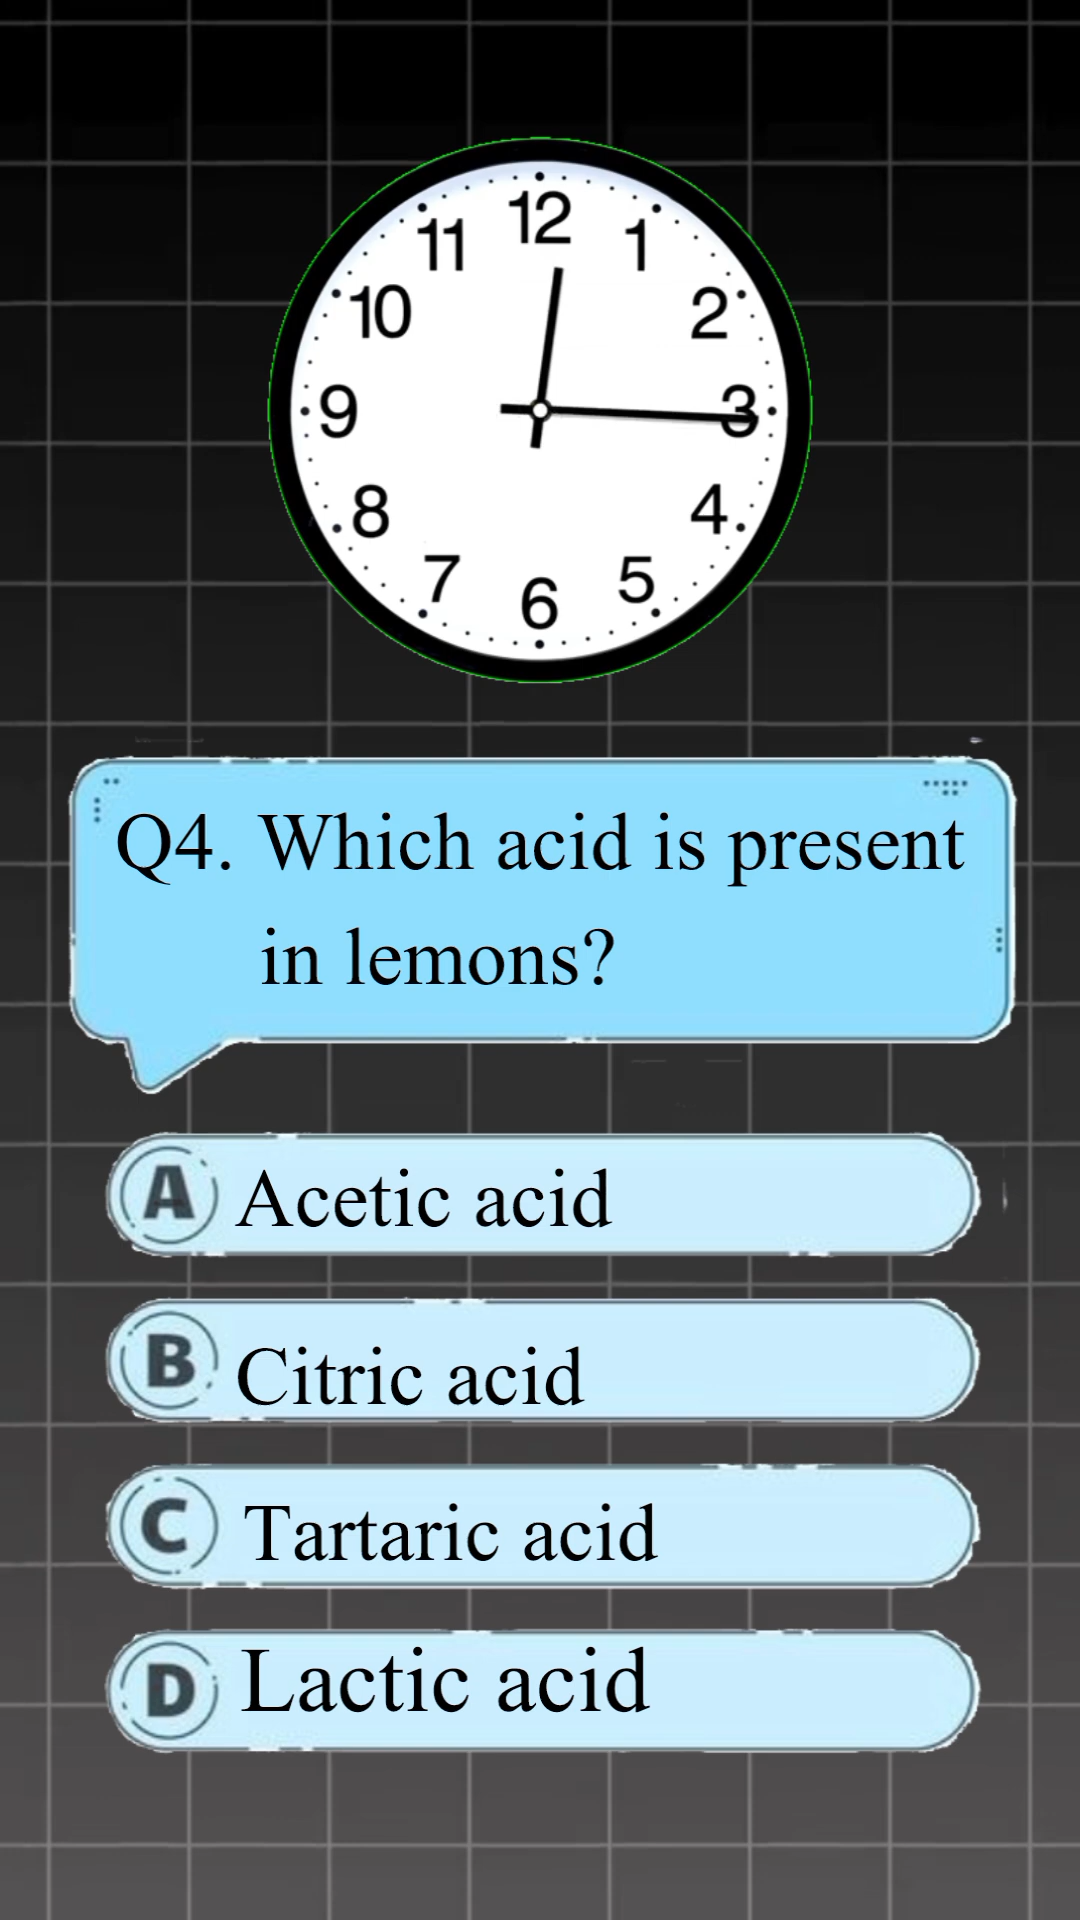 12
11
1
10
2
9
3
8
4
7
5
6
Q4. Which acid is present
in lemons?
A Acetic acid
B Citric acid
C Tartaric acid
D Lactic acid